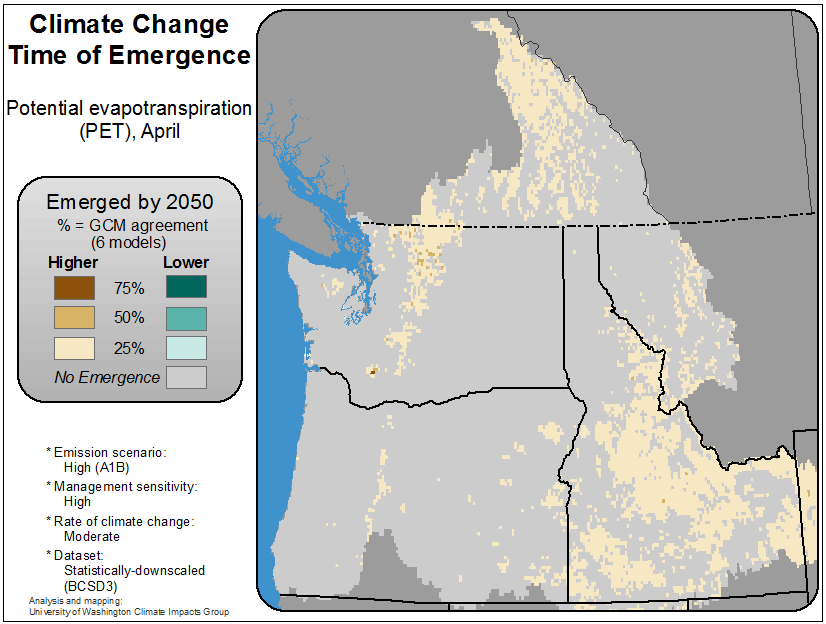 Climate Change
Time of Emergence
Potential evapotranspiration
(PET), April
Emerged by 2050
% = GCM agreement
(6 models)
Higher Lower
75%
50%
25%
No Emergence
* Emission scenario:
High (A1B)
* Management sensitivity:
High
* Rate of climate change:
Moderate
* Dataset:
Statistically-downscaled
(BCSD3)
Analysis and mapping:
University of Washington Climate Impacts Group